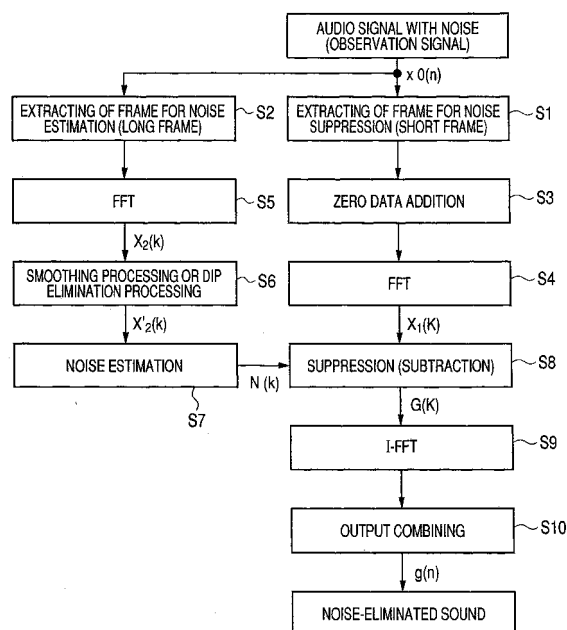 AUDIO SIGNAL WITH NOISE
(OBSERVATION SIGNAL)
x 0(n)
EXTRACTING OF FRAME FOR NOISE
ESTIMATION (LONG FRAME)
S2
EXTRACTING OF FRAME FOR NOISE
SUPPRESSION (SHORT FRAME)
S1
FFT
S5
ZERO DATA ADDITION
S3
X2(k)
SMOOTHING PROCESSING OR DIP
ELIMINATION PROCESSING
S6
FFT
S4
X'2(k)
X1(K)
NOISE ESTIMATION
S7
N (k)
SUPPRESSION (SUBTRACTION)
S8
G(K)
I-FFT
S9
OUTPUT COMBINING
S10
g(n)
NOISE-ELIMINATED SOUND